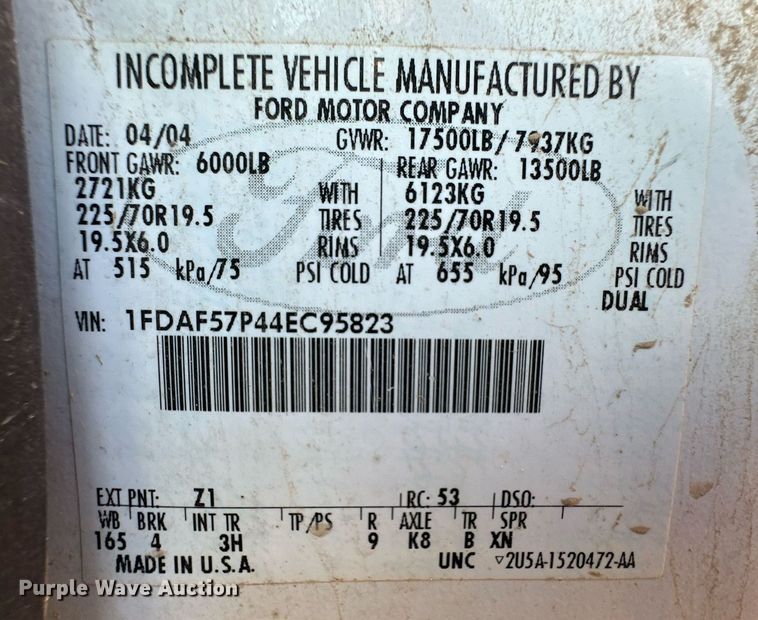 INCOMPLETE VEHICLE MANUFACTURED BY
FORD MOTOR COMPANY
DATE: 04/04 GVWR: 17500LB/ 7937KG
FRONT GAWR: 6000LB REAR GAWR: 13500LB
2721KG WITH 6123KG WITH
225/70R19.5 TIRES 225/70R19.5 TIRES
19.5X6.0 RIMS 19.5X6.0 RIMS
AT 515 kPa/75 PSI COLD AT 655 kPa/95 PSI COLD
DUAL
VIN: 1FDAF57P44EC95823
Ford
EXT PNT: Z1 RC: 53 DSO:
WB BRK INT TR TP/PS R AXLE TR SPR
165 4 3H 9 K8 B XN
MADE IN U.S.A. UNC ▿2U5A-1520472-AA
Purple Wave Auction